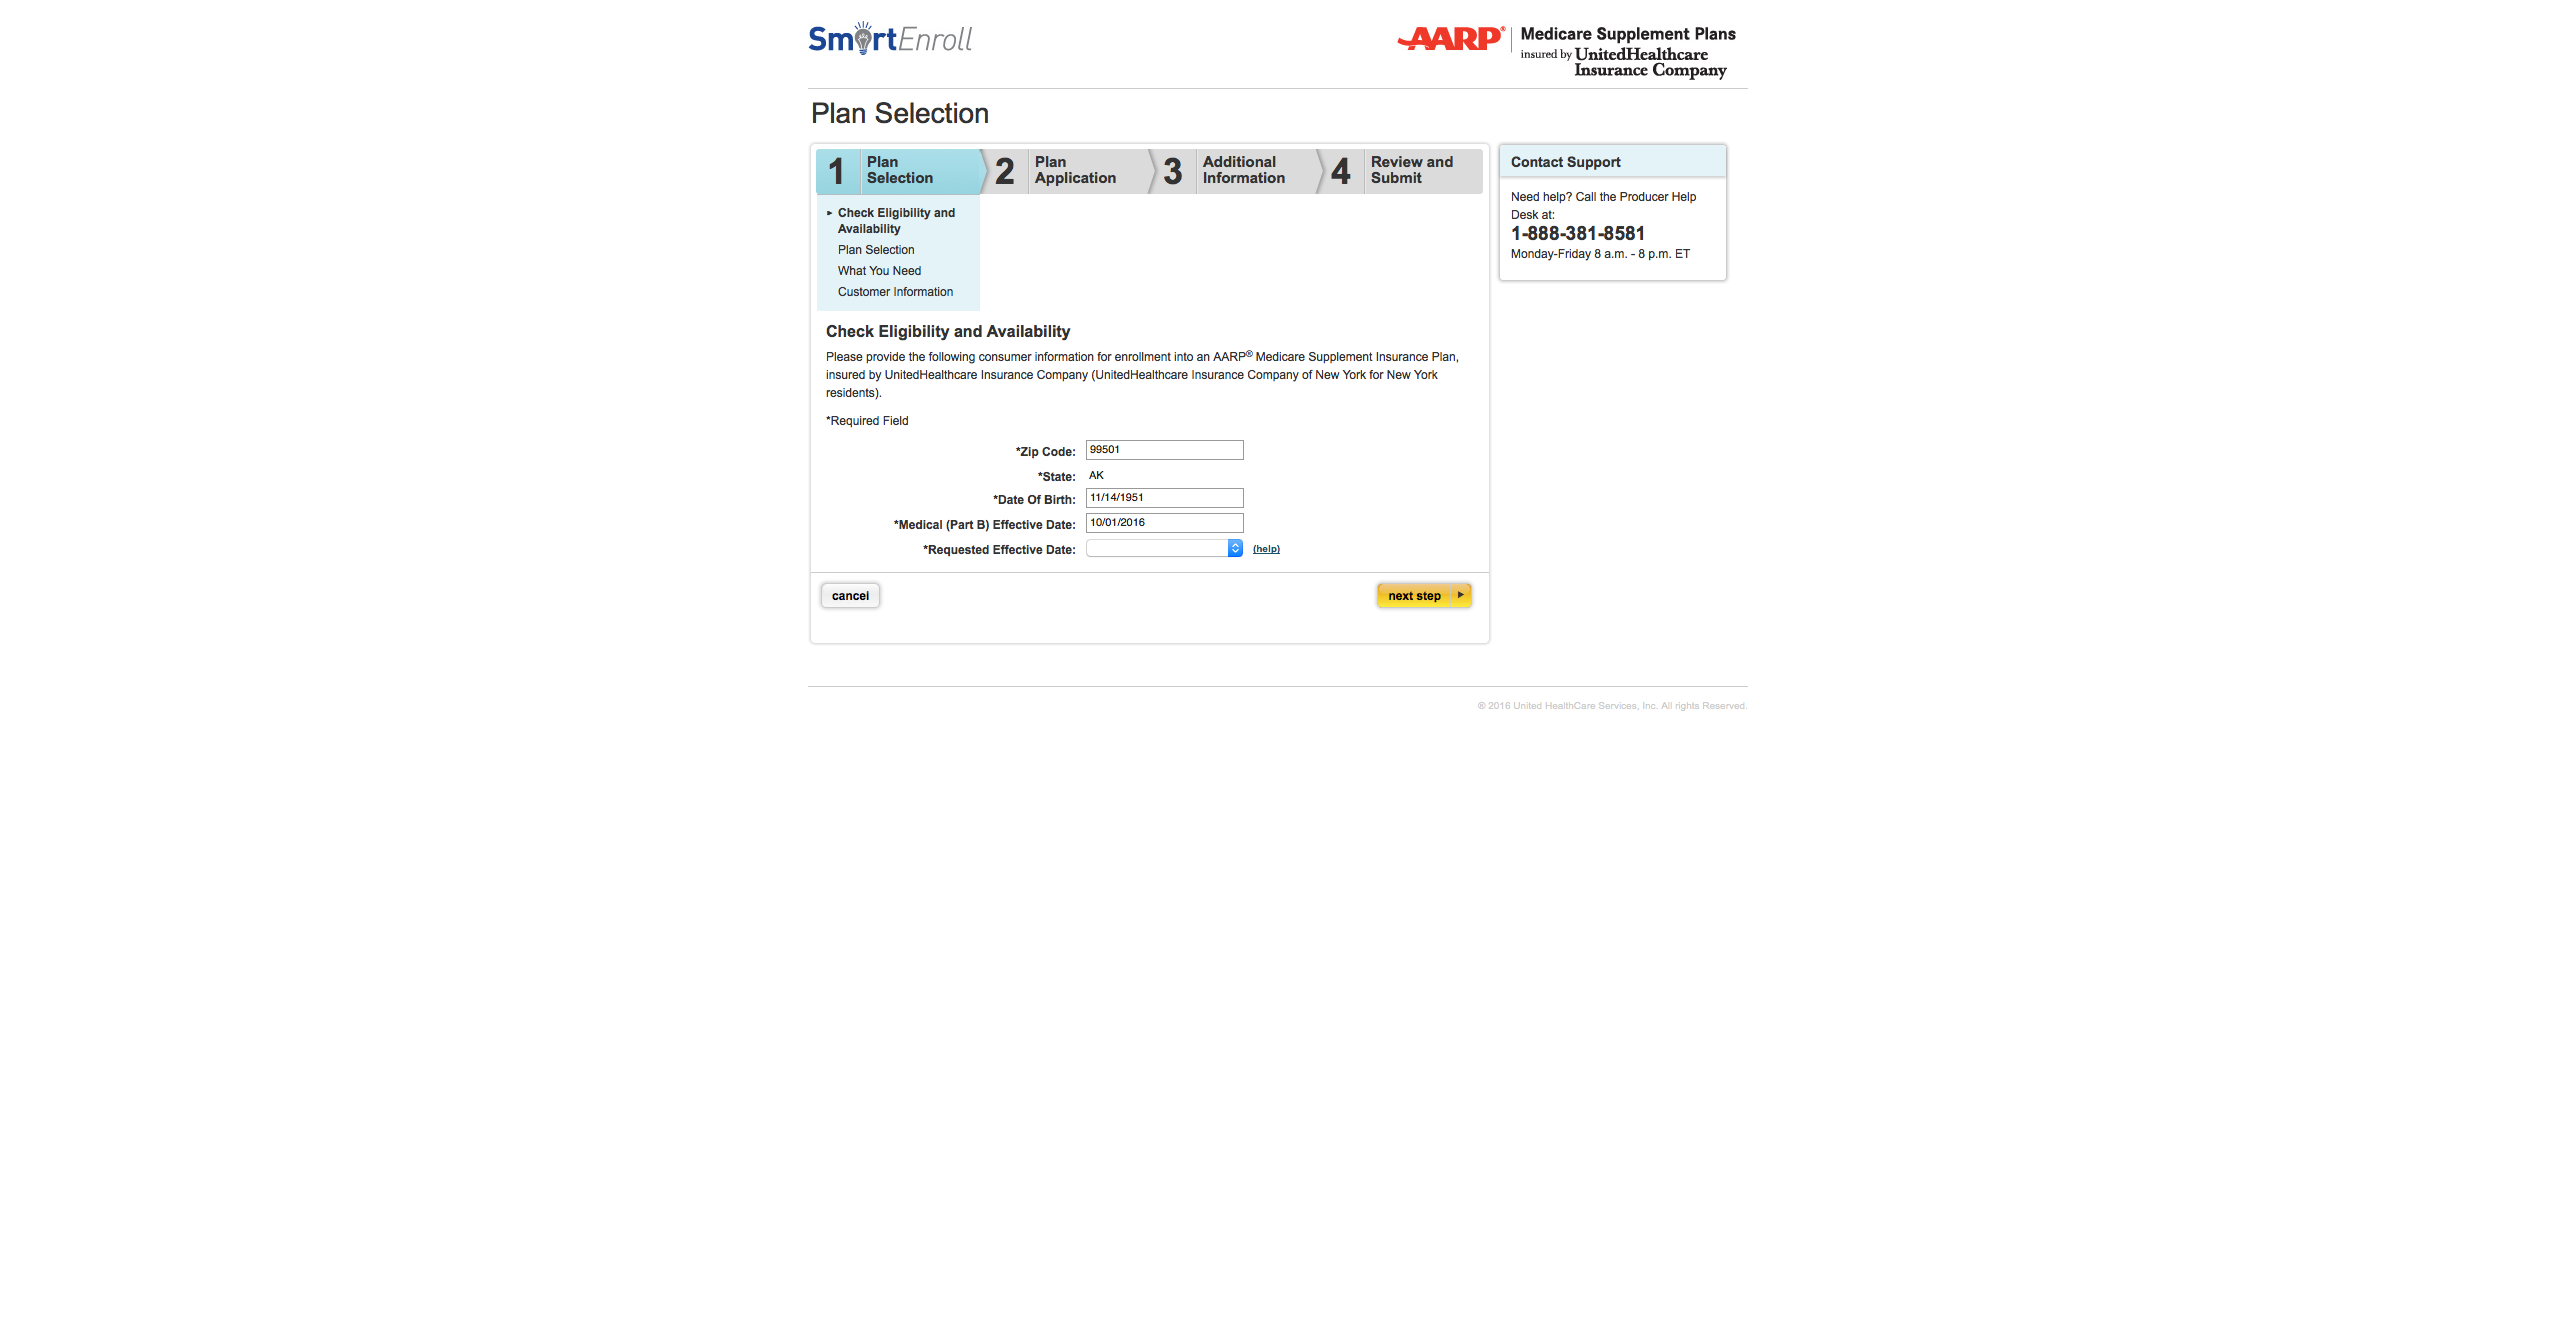 SmartEnroll
AARP® Medicare Supplement Plans
insured by UnitedHealthcare
Insurance Company
Plan Selection
1 Plan
Selection
2 Plan
Application
3 Additional
Information
4 Review and
Submit
Check Eligibility and
Availability
Plan Selection
What You Need
Customer Information
Contact Support
Need help? Call the Producer Help
Desk at:
1-888-381-8581
Monday-Friday 8 a.m. - 8 p.m. ET
Check Eligibility and Availability
Please provide the following consumer information for enrollment into an AARP® Medicare Supplement Insurance Plan,
insured by UnitedHealthcare Insurance Company (UnitedHealthcare Insurance Company of New York for New York
residents).
*Required Field
*Zip Code: 99501
*State: AK
*Date Of Birth: 11/14/1951
*Medical (Part B) Effective Date: 10/01/2016
*Requested Effective Date: (help)
cancel
next step
© 2016 United HealthCare Services, Inc. All rights Reserved.